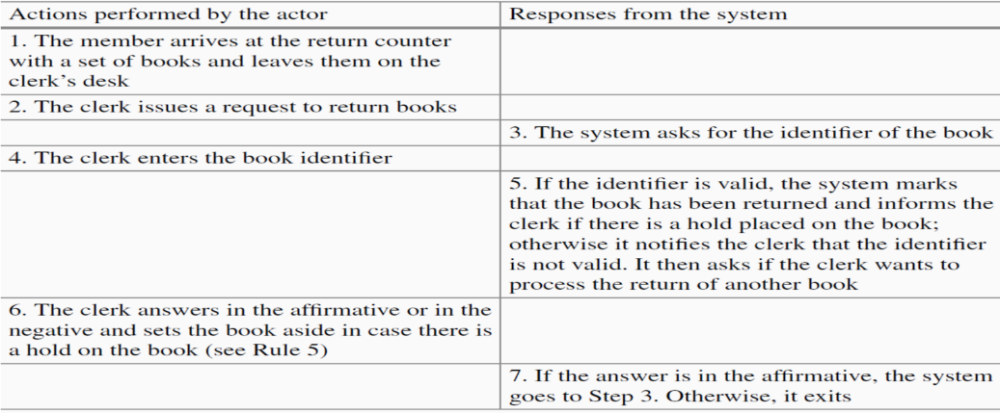 Actions performed by the actor
Responses from the system
1. The member arrives at the return counter
with a set of books and leaves them on the
clerk's desk
2. The clerk issues a request to return books
3. The system asks for the identifier of the book
4. The clerk enters the book identifier
5. If the identifier is valid, the system marks
that the book has been returned and informs the
clerk if there is a hold placed on the book;
otherwise it notifies the clerk that the identifier
is not valid. It then asks if the clerk wants to
process the return of another book
6. The clerk answers in the affirmative or in the
negative and sets the book aside in case there is
a hold on the book (see Rule 5)
7. If the answer is in the affirmative, the system
goes to Step 3. Otherwise, it exits